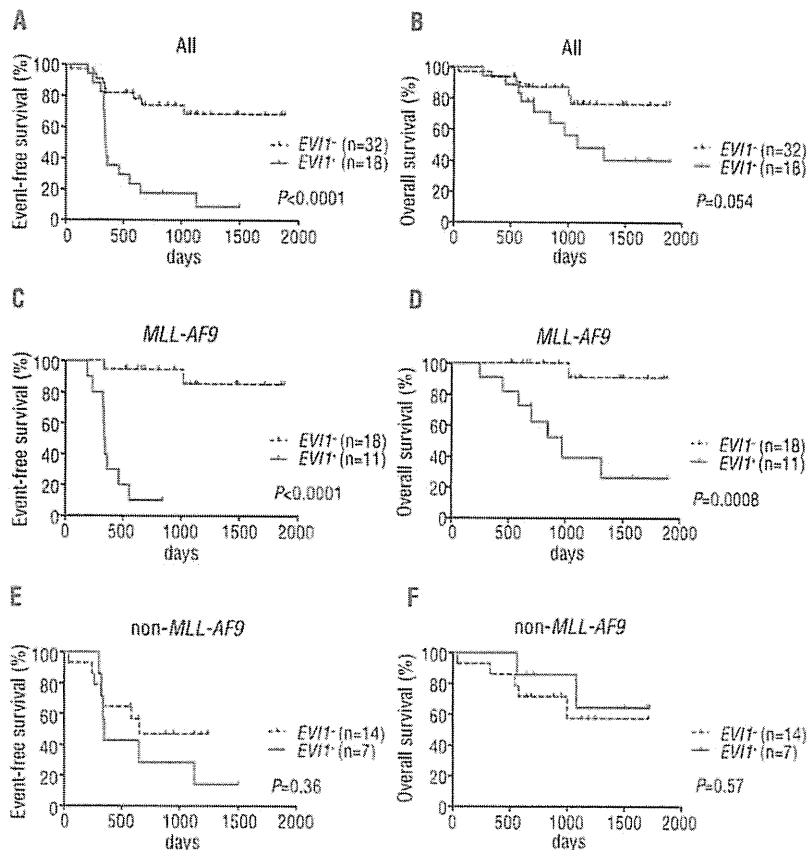 A
All
Event-free survival (%)
100
80
60
40
20
0
0 500 1000 1500 2000
days
EVI1⁻ (n=32)
EVI1⁺ (n=18)
P<0.0001
B
All
Overall survival (%)
100
80
60
40
20
0
0 500 1000 1500 2000
days
EVI1⁻ (n=32)
EVI1⁺ (n=18)
P=0.054
C
MLL-AF9
Event-free survival (%)
100
80
60
40
20
0
0 500 1000 1500 2000
days
EVI1⁻ (n=18)
EVI1⁺ (n=11)
P<0.0001
D
MLL-AF9
Overall survival (%)
100
80
60
40
20
0
0 500 1000 1500 2000
days
EVI1⁻ (n=18)
EVI1⁺ (n=11)
P=0.0008
E
non-MLL-AF9
Event-free survival (%)
100
80
60
40
20
0
0 500 1000 1500 2000
days
EVI1⁻ (n=14)
EVI1⁺ (n=7)
P=0.36
F
non-MLL-AF9
Overall survival (%)
100
80
60
40
20
0
0 500 1000 1500 2000
days
EVI1⁻ (n=14)
EVI1⁺ (n=7)
P=0.57